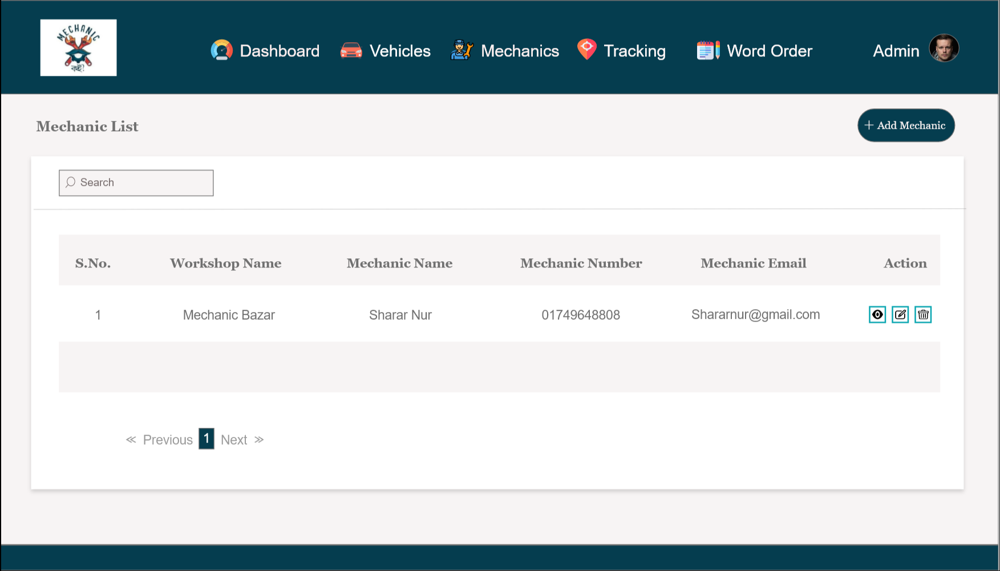 MECHANIC
কই?
Dashboard
Vehicles
Mechanics
Tracking
Word Order
Admin
Mechanic List
+ Add Mechanic
Search
S.No. Workshop Name Mechanic Name Mechanic Number Mechanic Email Action
1 Mechanic Bazar Sharar Nur 01749648808 Shararnur@gmail.com
≪ Previous 1 Next ≫